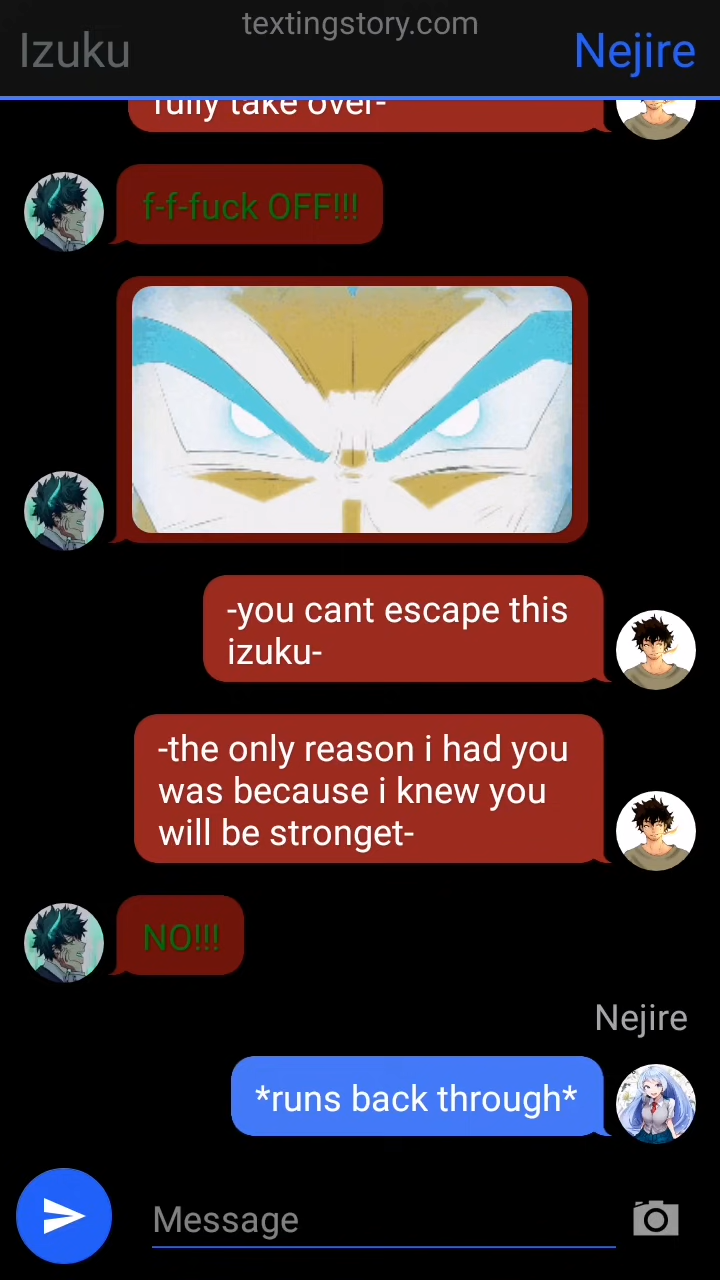 textingstory.com
Izuku
Nejire
fully take over-
f-f-fuck OFF!!!
-you cant escape this
izuku-
-the only reason i had you
was because i knew you
will be stronget-
NO!!!
Nejire
*runs back through*
Message